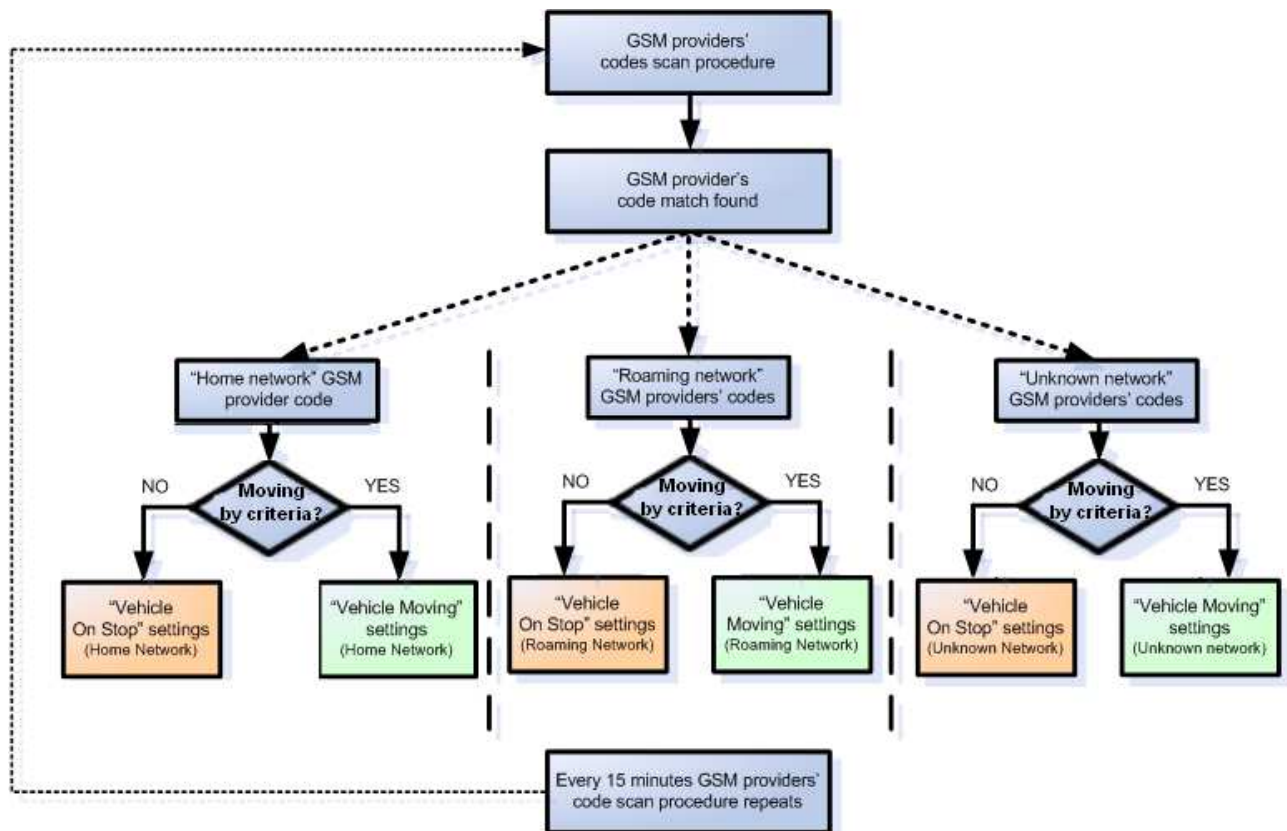 GSM providers'
codes scan procedure
GSM provider's
code match found
"Home network" GSM
provider code
"Roaming network"
GSM providers' codes
"Unknown network"
GSM providers' codes
NO
Moving
by criteria?
YES
NO
Moving
by criteria?
YES
NO
Moving
by criteria?
YES
"Vehicle
On Stop" settings
(Home Network)
"Vehicle Moving"
settings
(Home Network)
"Vehicle
On Stop" settings
(Roaming Network)
"Vehicle
Moving" settings
(Roaming Network)
"Vehicle
On Stop" settings
(Unknown Network)
"Vehicle Moving"
settings
(Unknown network)
Every 15 minutes GSM providers'
code scan procedure repeats